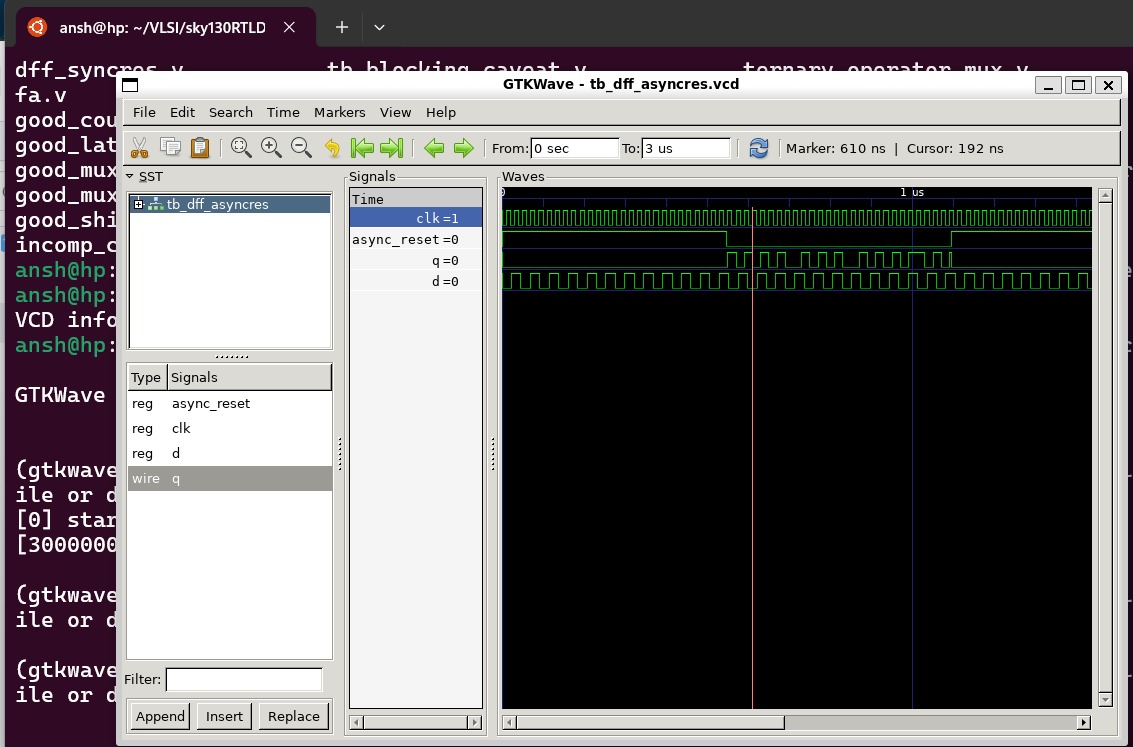 ansh@hp: ~/VLSI/sky130RTLD
dff_syncres.v tb_blocking_caveat.v ternary_operator_mux.v
GTKWave - tb_dff_asyncres.vcd
fa.v
good_cou
good_lat
good_mux
good_mux
good_shi
incomp_c
ansh@hp:
ansh@hp:
VCD info
ansh@hp:
GTKWave
(gtkwave
ile or d
[0] star
[3000000
(gtkwave
ile or d
(gtkwave
ile or d
File Edit Search Time Markers View Help
From: 0 sec To: 3 us Marker: 610 ns | Cursor: 192 ns
SST
tb_dff_asyncres
Type Signals
reg async_reset
reg clk
reg d
wire q
Filter:
Append Insert Replace
Signals
Time
clk=1
async_reset=0
q=0
d=0
Waves
0 1 us